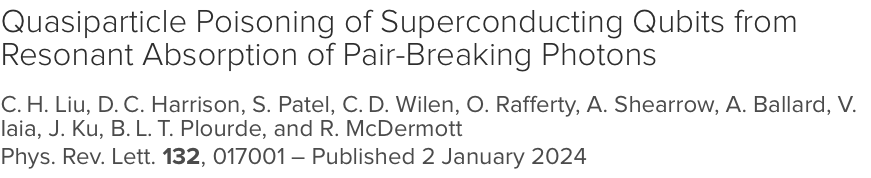 Quasiparticle Poisoning of Superconducting Qubits from
Resonant Absorption of Pair-Breaking Photons
C. H. Liu, D. C. Harrison, S. Patel, C. D. Wilen, O. Rafferty, A. Shearrow, A. Ballard, V.
Iaia, J. Ku, B. L. T. Plourde, and R. McDermott
Phys. Rev. Lett. 132, 017001 – Published 2 January 2024